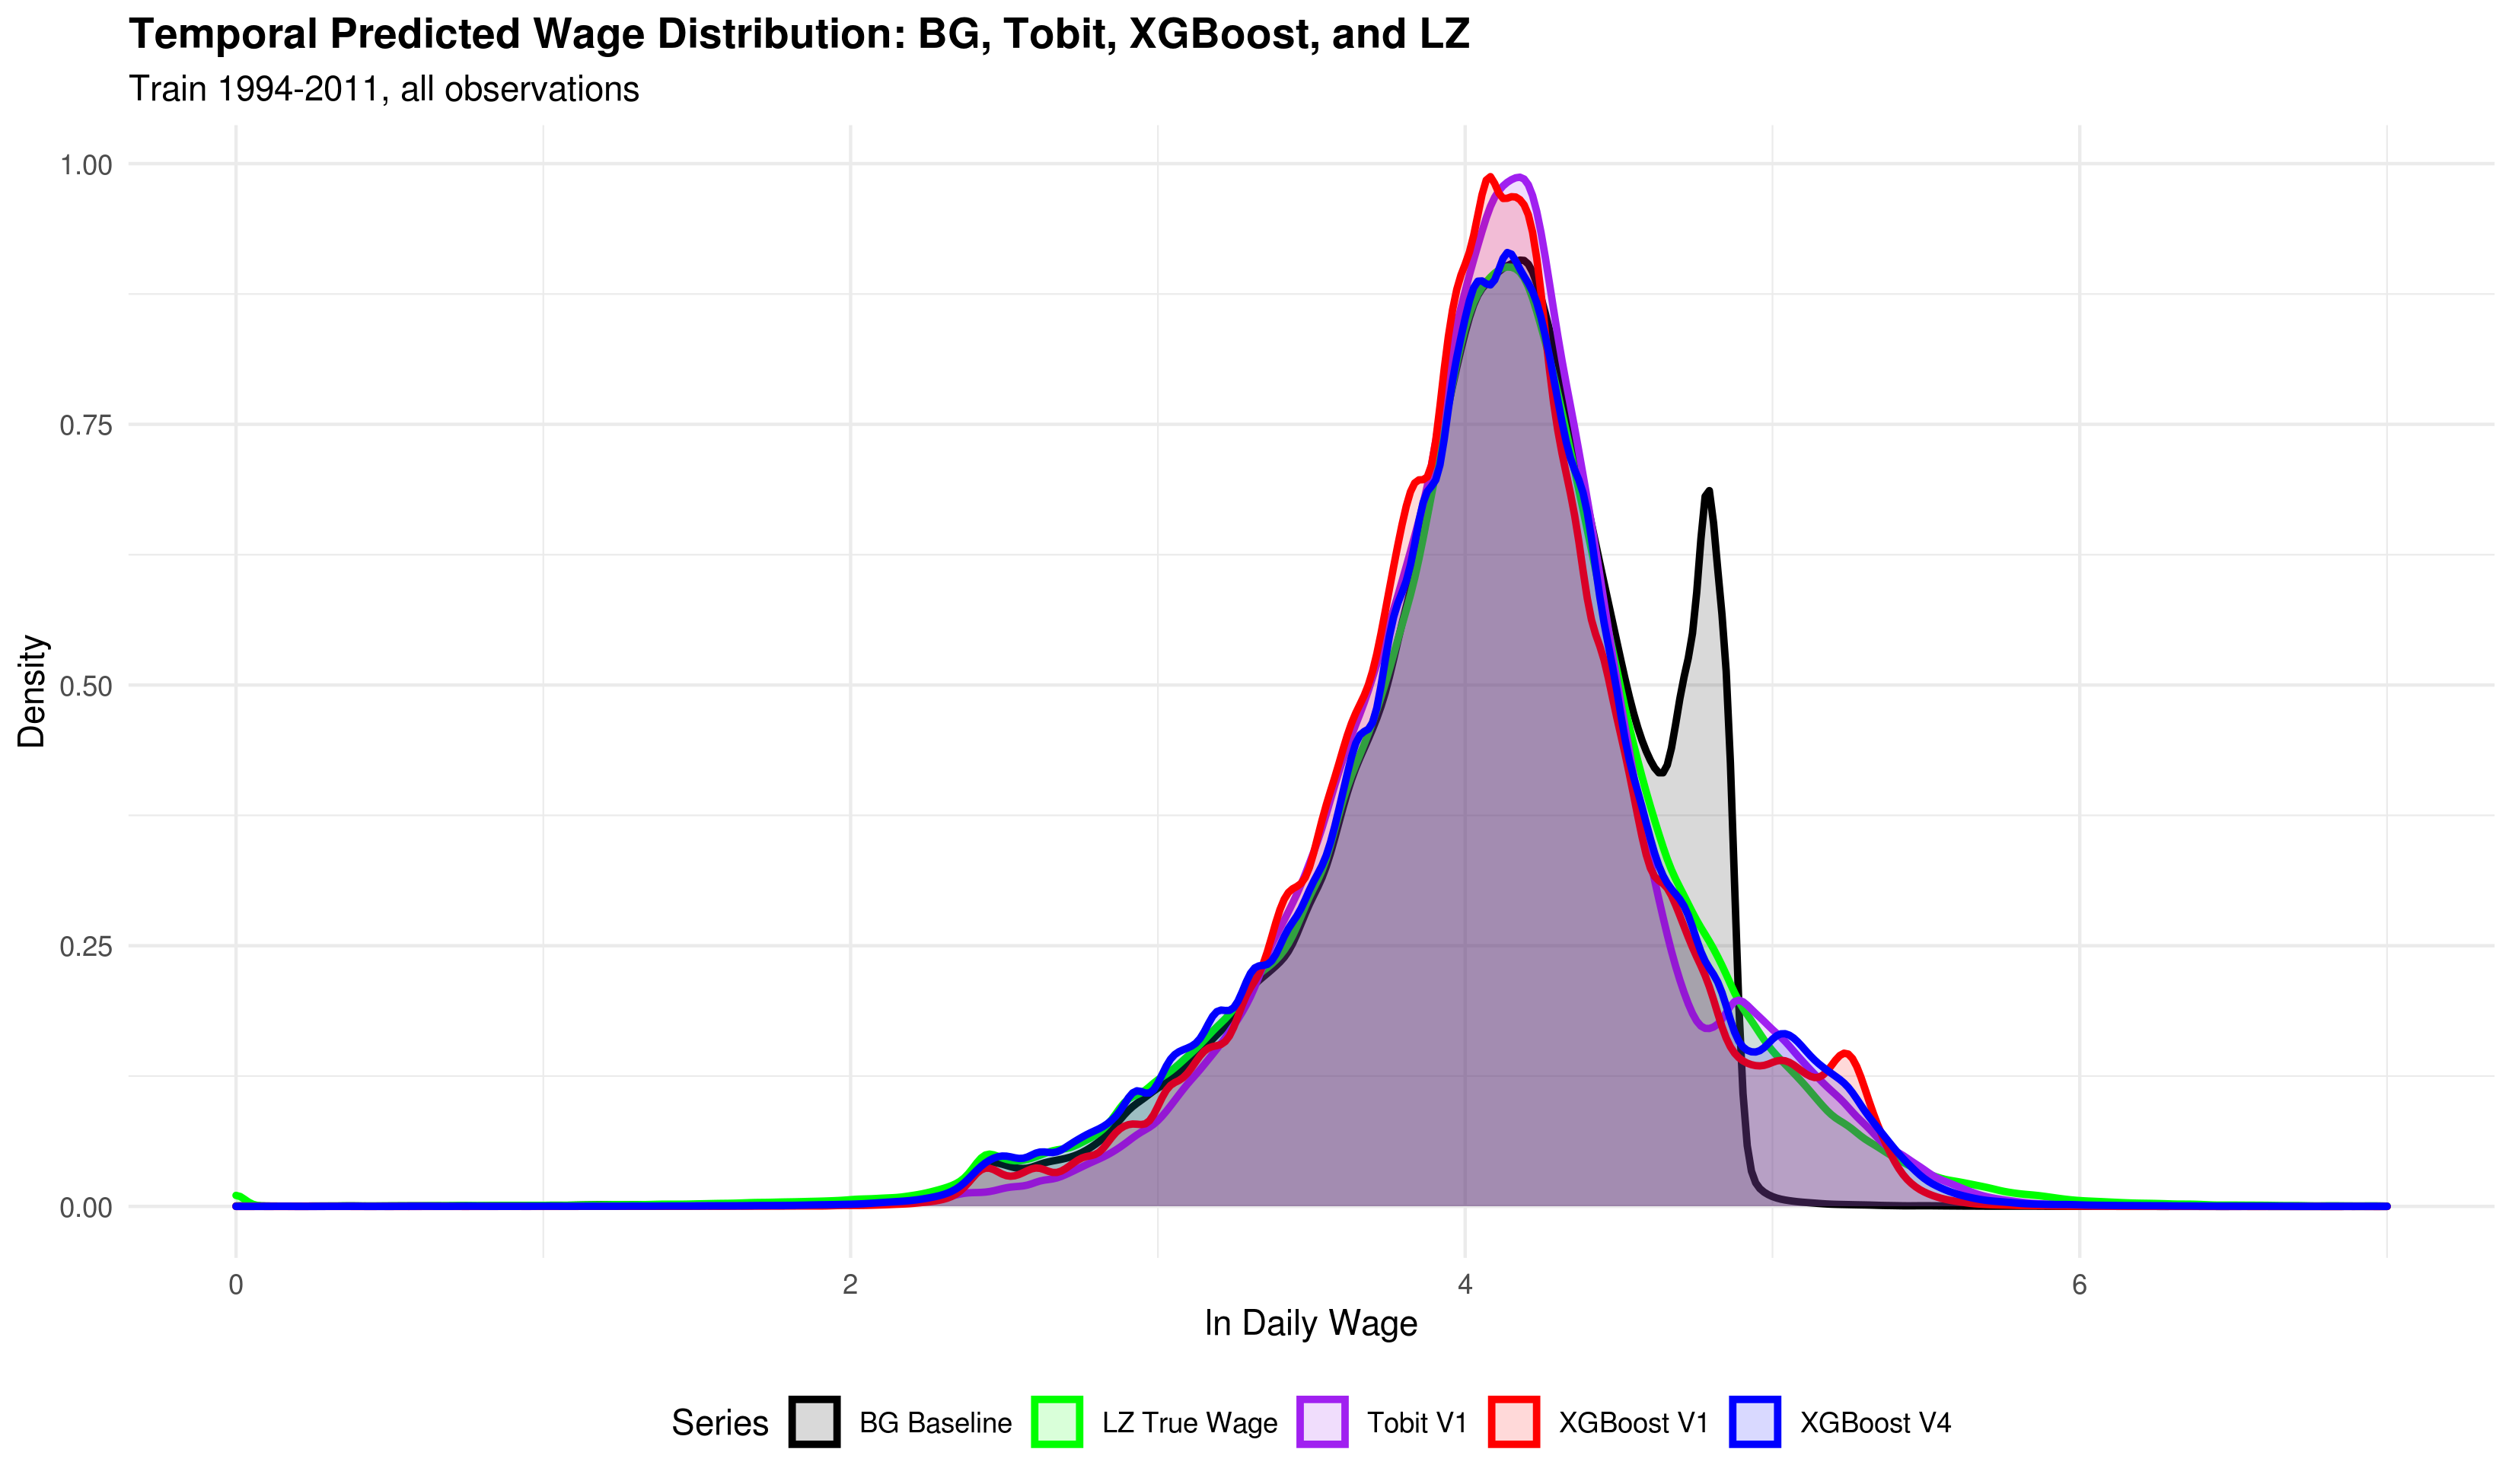 Temporal Predicted Wage Distribution: BG, Tobit, XGBoost, and LZ
Train 1994-2011, all observations
1.00
0.75
0.50
0.25
0.00
Density
0
2
4
6
ln Daily Wage
Series
BG Baseline
LZ True Wage
Tobit V1
XGBoost V1
XGBoost V4